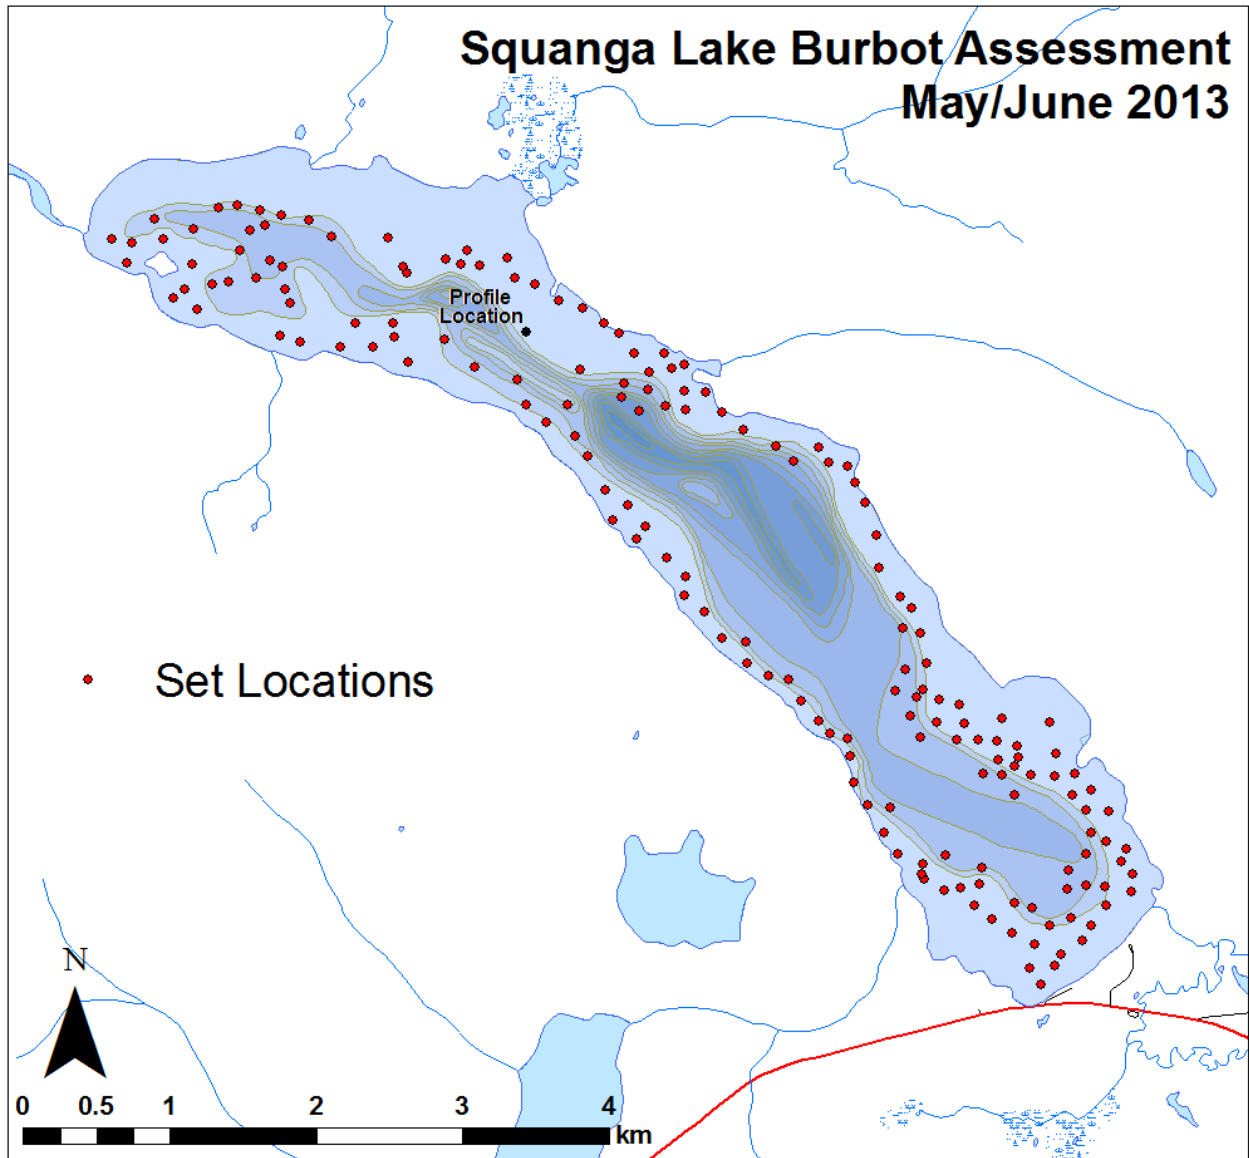 Squanga Lake Burbot Assessment
May/June 2013
Profile
Location
Set Locations
N
0 0.5 1 2 3 4
km